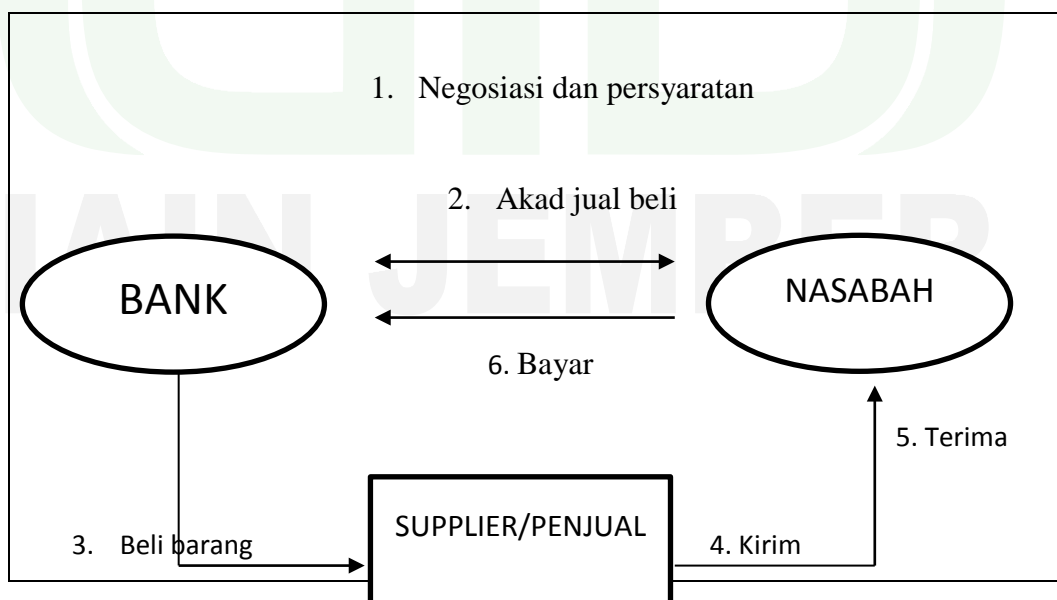 1. Negosiasi dan persyaratan
2. Akad jual beli
IAIN JEMBER
BANK
NASABAH
6. Bayar
5. Terima
SUPPLIER/PENJUAL
3. Beli barang
4. Kirim